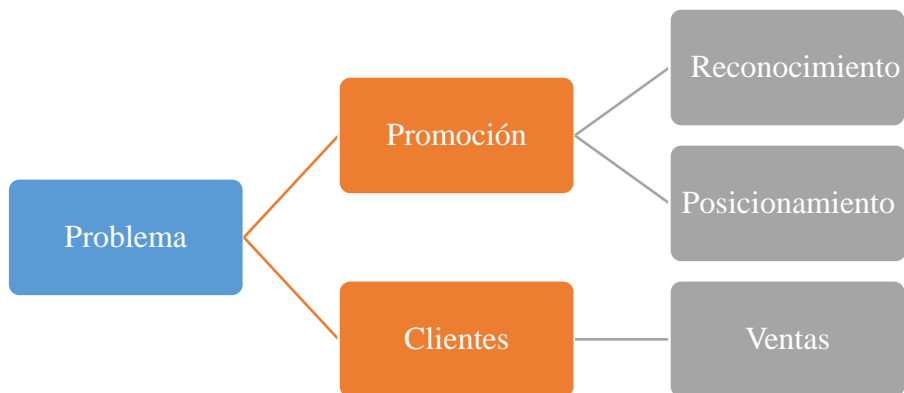 Problema
Promoción
Reconocimiento
Posicionamiento
Clientes
Ventas